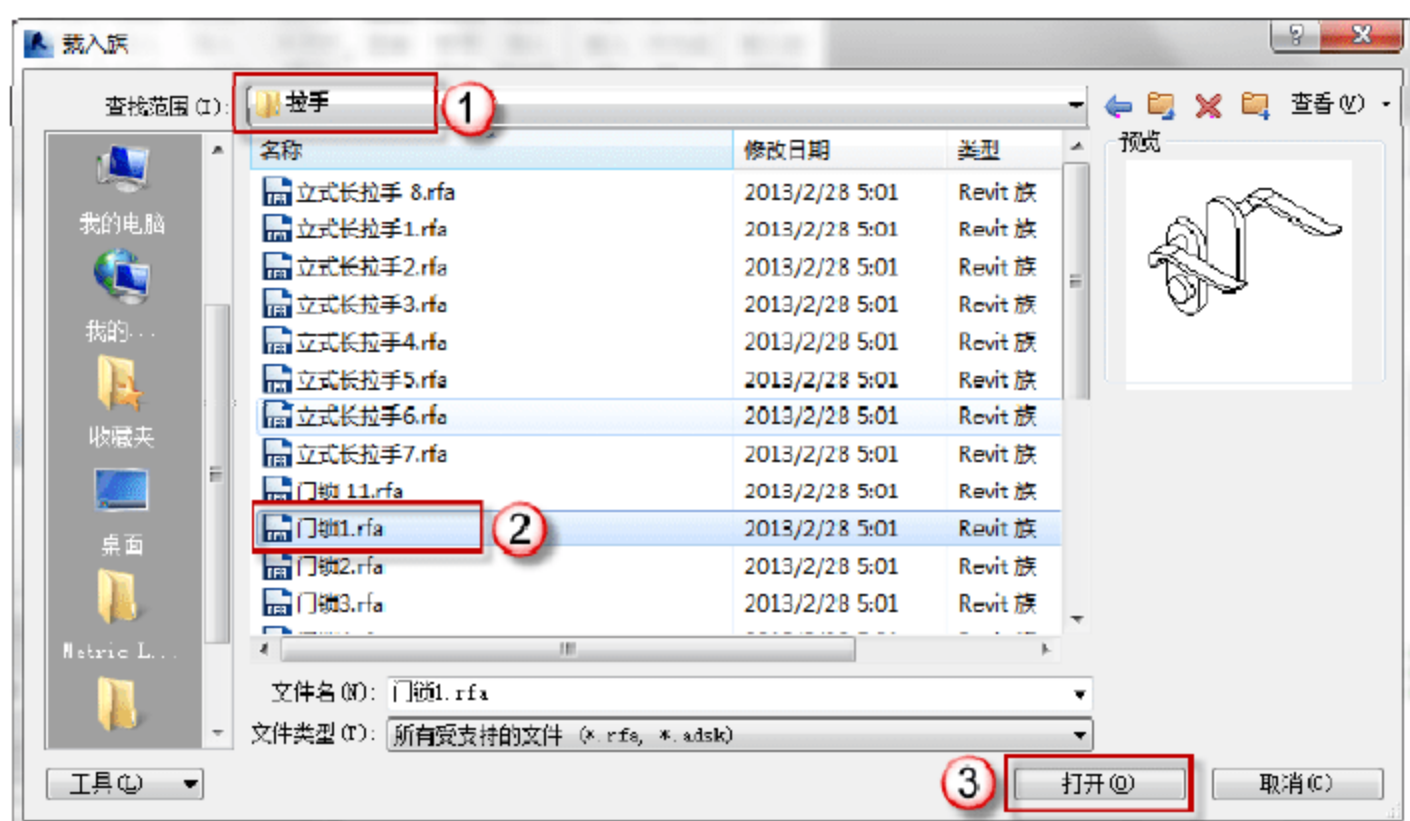 载入族
查找范围(I): 拉手 1 查看(V)
名称 修改日期 类型 预览
立式长拉手 8.rfa 2013/2/28 5:01 Revit 族
立式长拉手1.rfa 2013/2/28 5:01 Revit 族
立式长拉手2.rfa 2013/2/28 5:01 Revit 族
立式长拉手3.rfa 2013/2/28 5:01 Revit 族
立式长拉手4.rfa 2013/2/28 5:01 Revit 族
立式长拉手5.rfa 2013/2/28 5:01 Revit 族
立式长拉手6.rfa 2013/2/28 5:01 Revit 族
立式长拉手7.rfa 2013/2/28 5:01 Revit 族
门锁 11.rfa 2013/2/28 5:01 Revit 族
门锁1.rfa 2 2013/2/28 5:01 Revit 族
门锁2.rfa 2013/2/28 5:01 Revit 族
门锁3.rfa 2013/2/28 5:01 Revit 族
我的电脑
我的...
收藏夹
桌面
Metric L...
文件名(N): 门锁1.rfa
文件类型(T): 所有受支持的文件 (*.rfa, *.adsk)
工具(L) 3 打开(O) 取消(C)